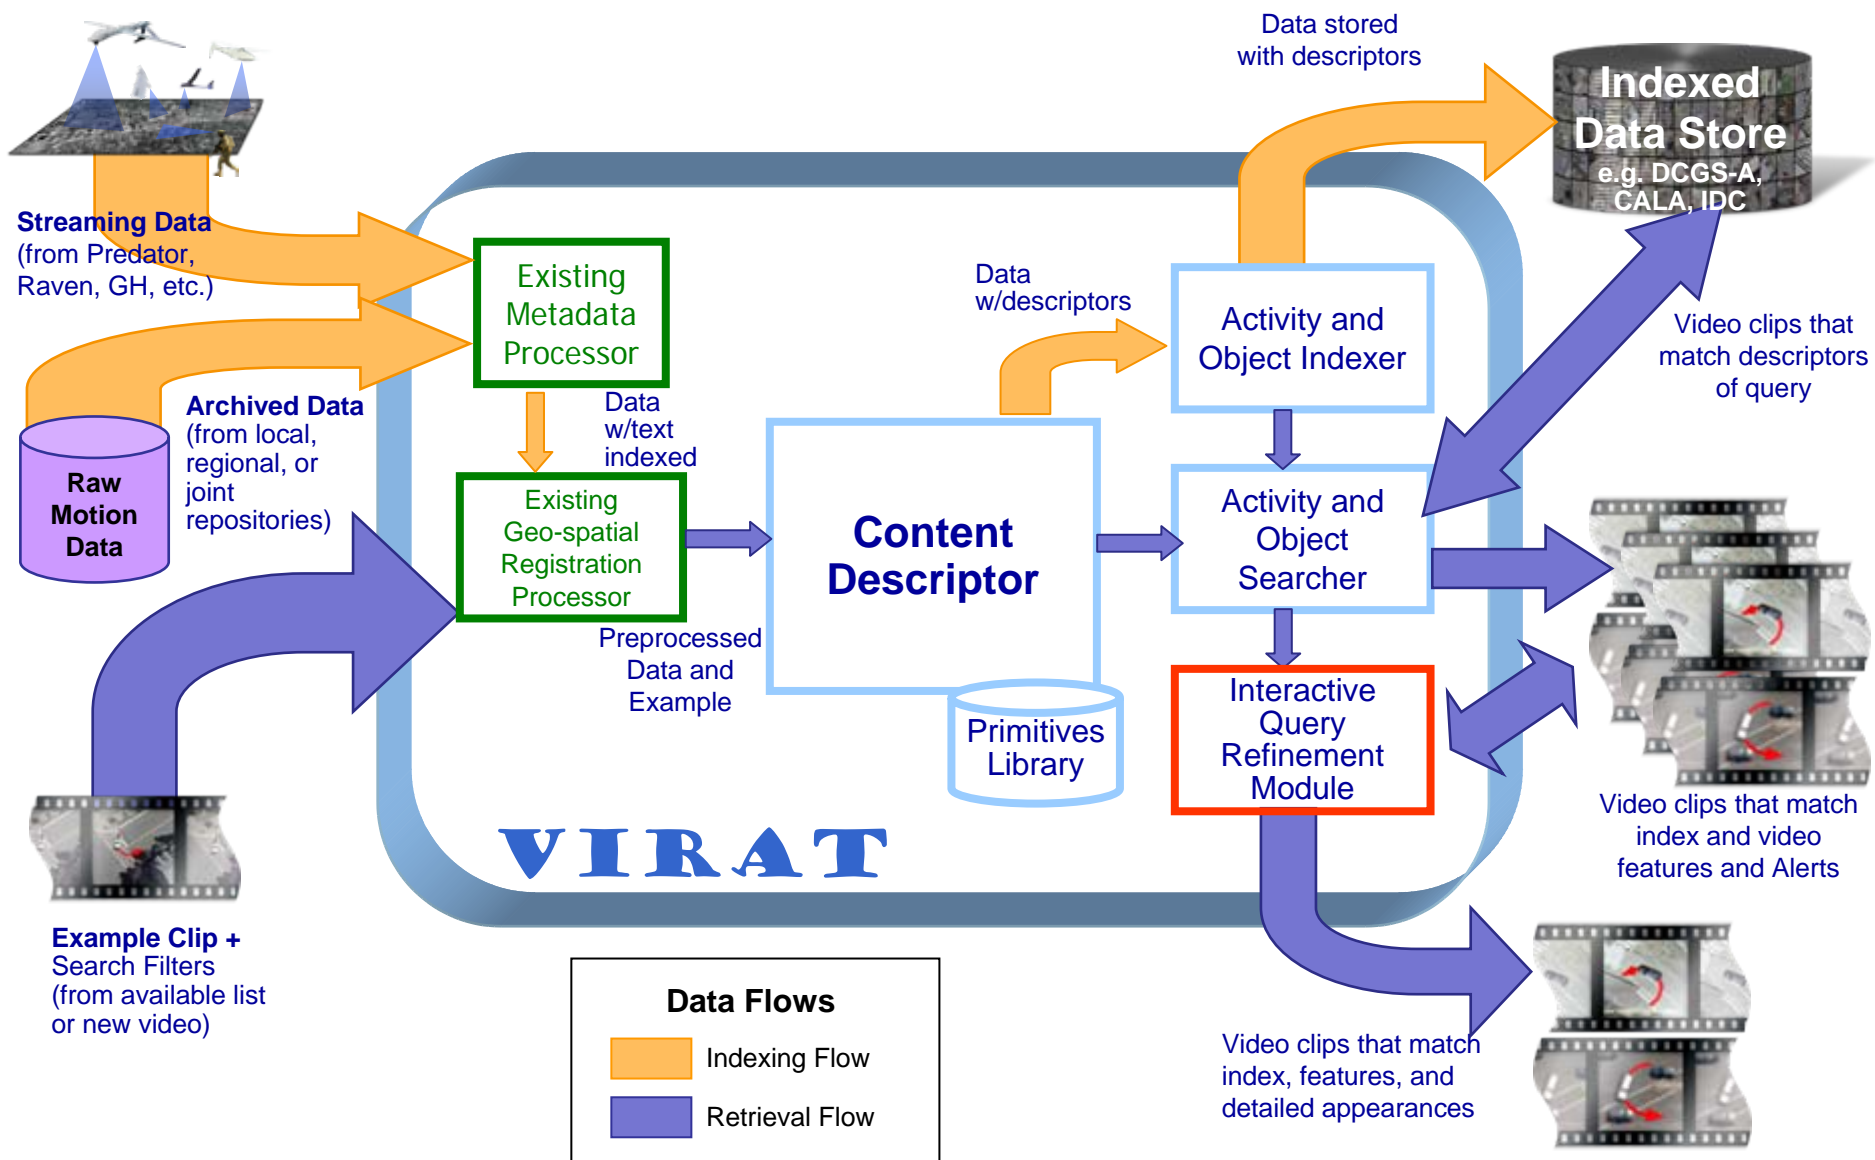 Data stored
with descriptors
Indexed
Data Store
e.g. DCGS-A,
CALA, IDC
Streaming Data
(from Predator,
Raven, GH, etc.)
Existing
Metadata
Processor
Data
w/descriptors
Activity and
Object Indexer
Video clips that
match descriptors
of query
Archived Data
(from local,
regional, or
joint
repositories)
Raw
Motion
Data
Data
w/text
indexed
Existing
Geo-spatial
Registration
Processor
Content
Descriptor
Activity and
Object
Searcher
Preprocessed
Data and
Example
Primitives
Library
Interactive
Query
Refinement
Module
Video clips that match
index and video
features and Alerts
VIRAT
Example Clip +
Search Filters
(from available list
or new video)
Data Flows
Indexing Flow
Retrieval Flow
Video clips that match
index, features, and
detailed appearances